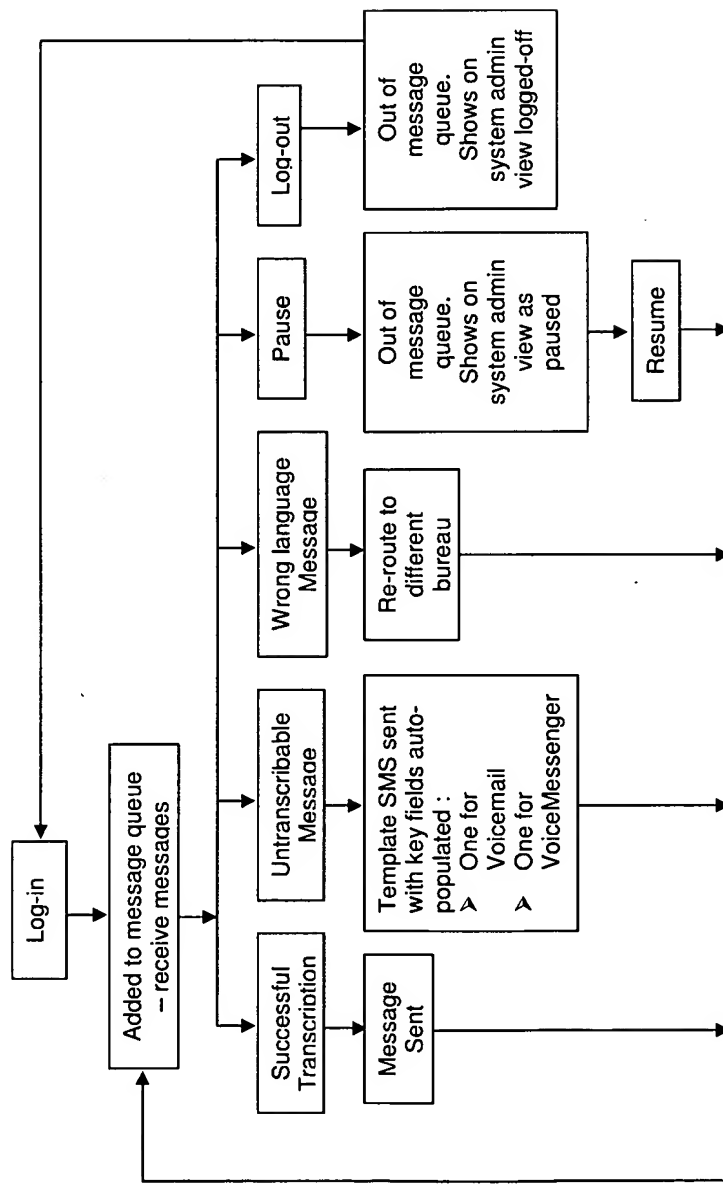 Log-in
Added to message queue
– receive messages
Successful
Transcription
Message
Sent
Untranscribable
Message
Template SMS sent
with key fields auto-
populated :
➤ One for
Voicemail
➤ One for
VoiceMessenger
Wrong language
Message
Re-route to
different
bureau
Pause
Out of
message
queue.
Shows on
system admin
view as
paused
Resume
Log-out
Out of
message
queue.
Shows on
system admin
view logged-off